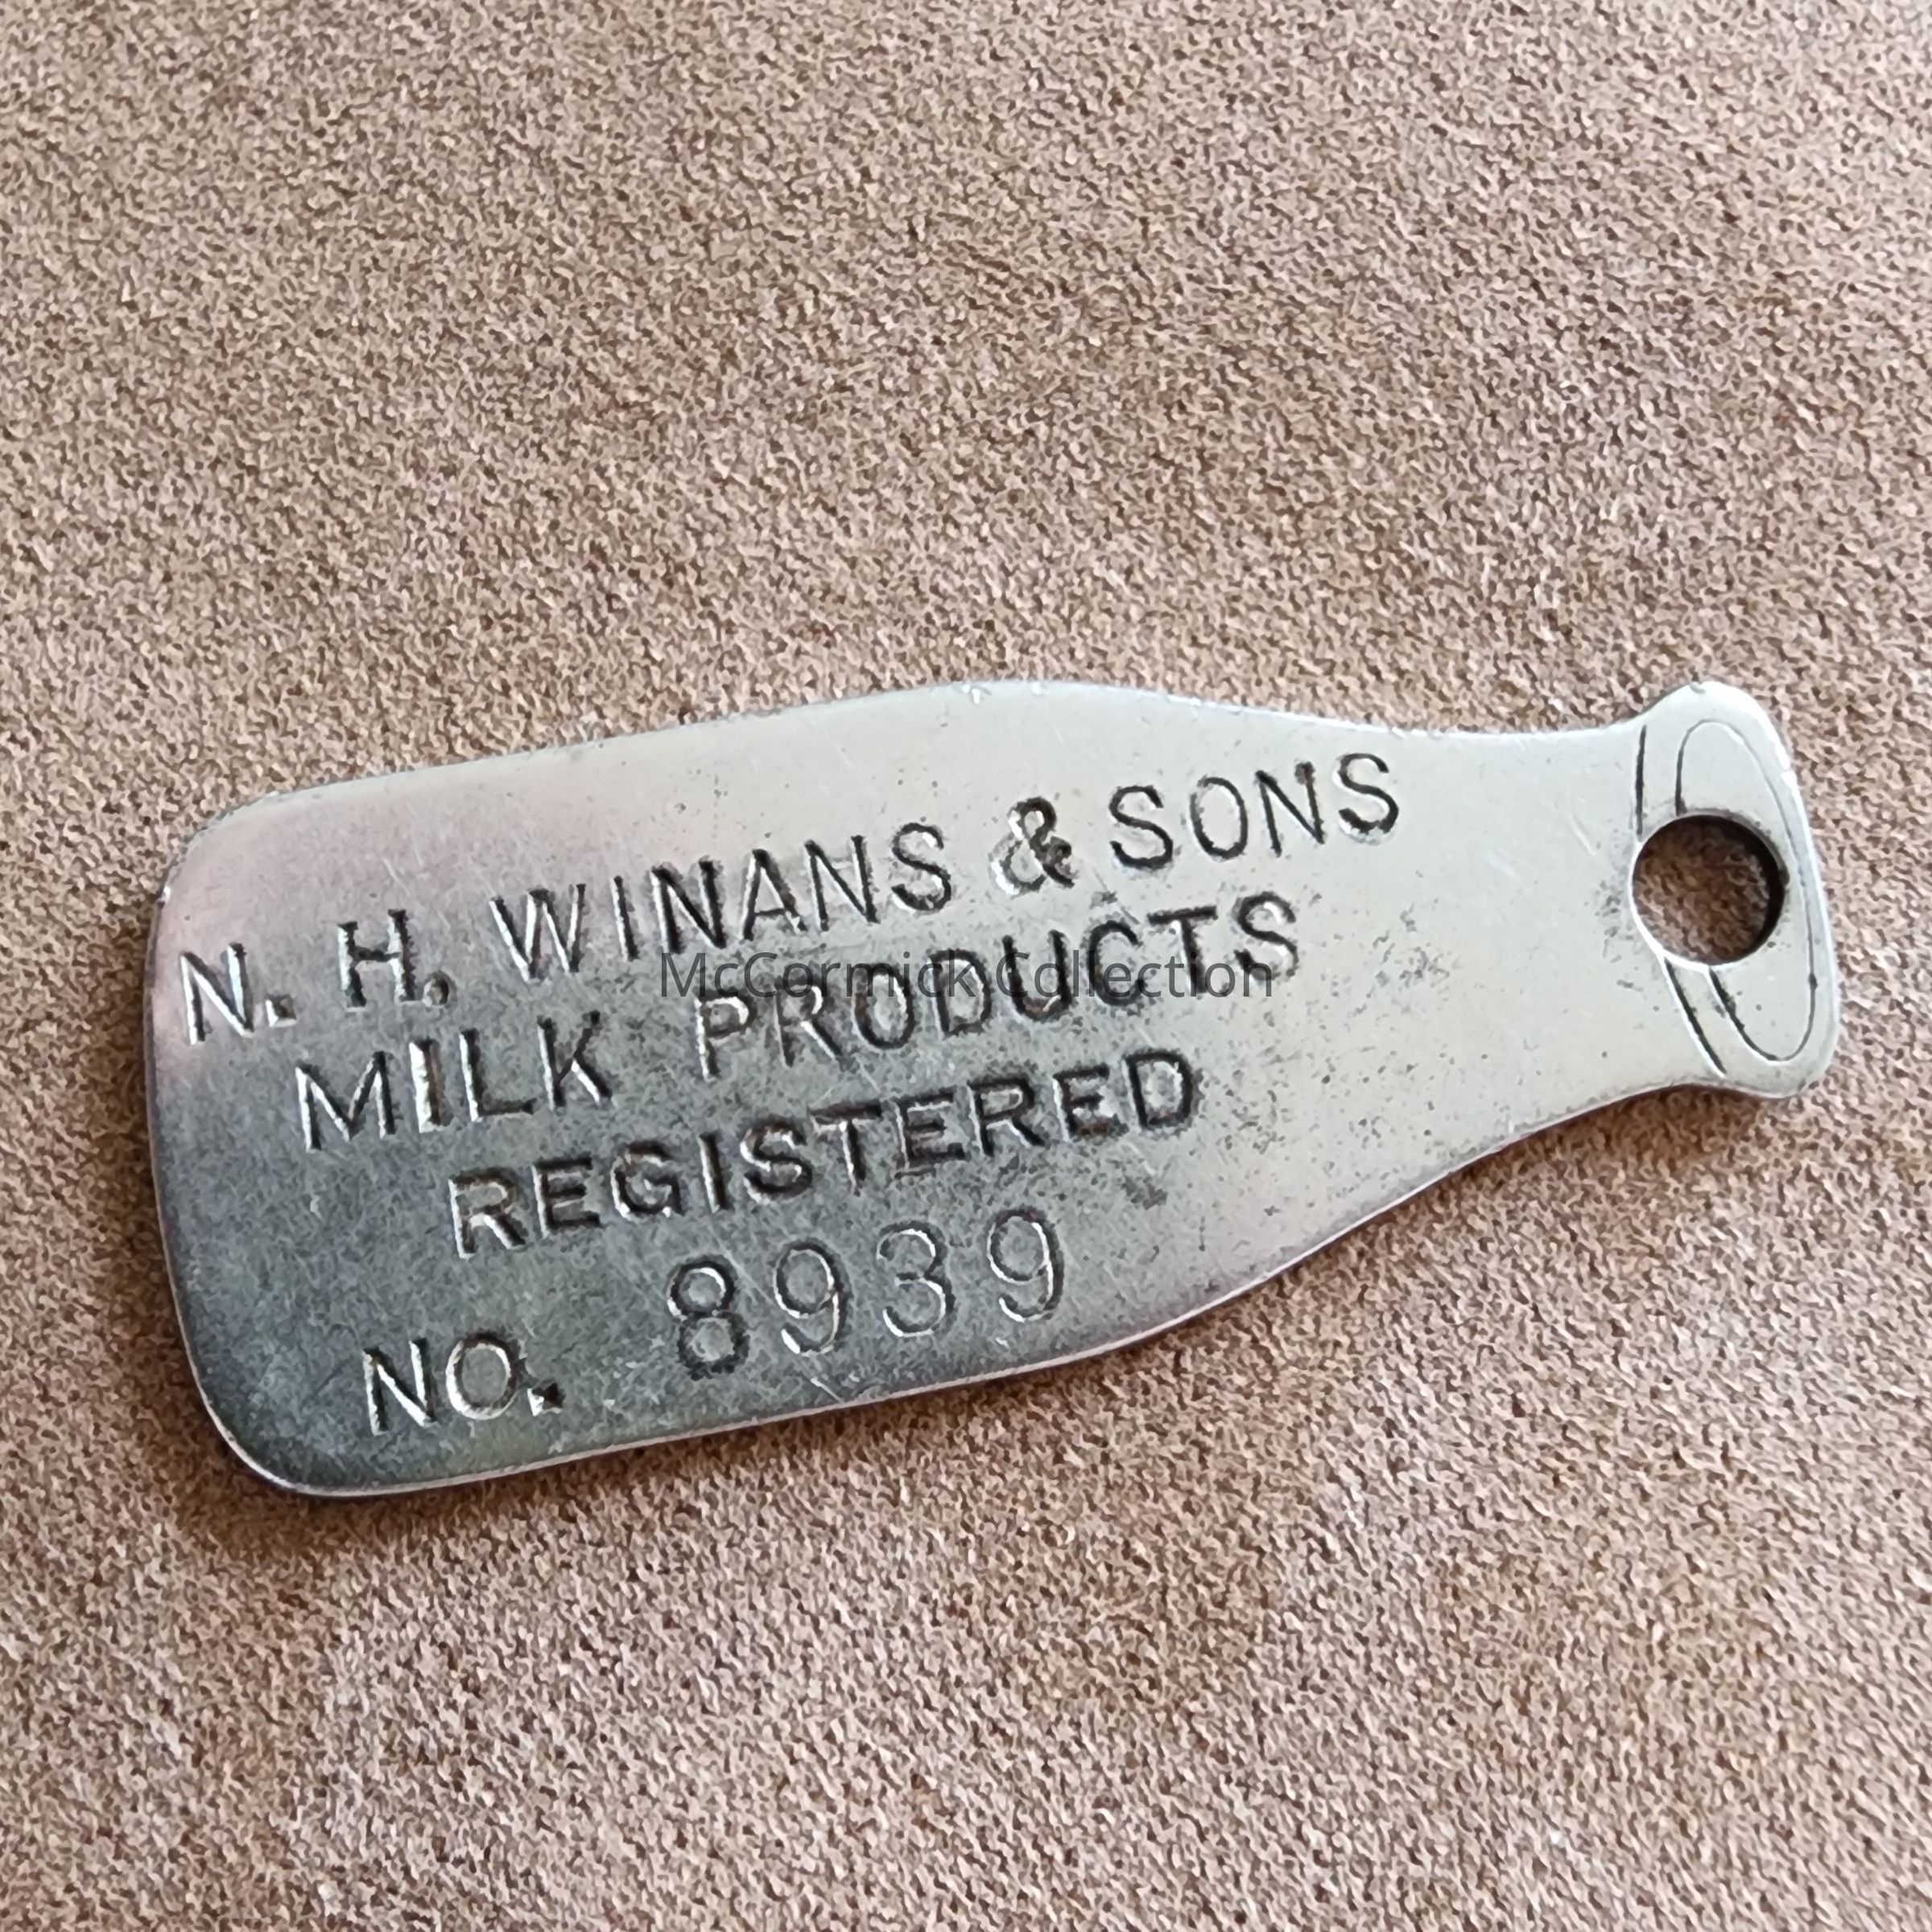 N. H. WINANS & SONS
MILK PRODUCTS
McCormick Collection
REGISTERED
NO. 8939